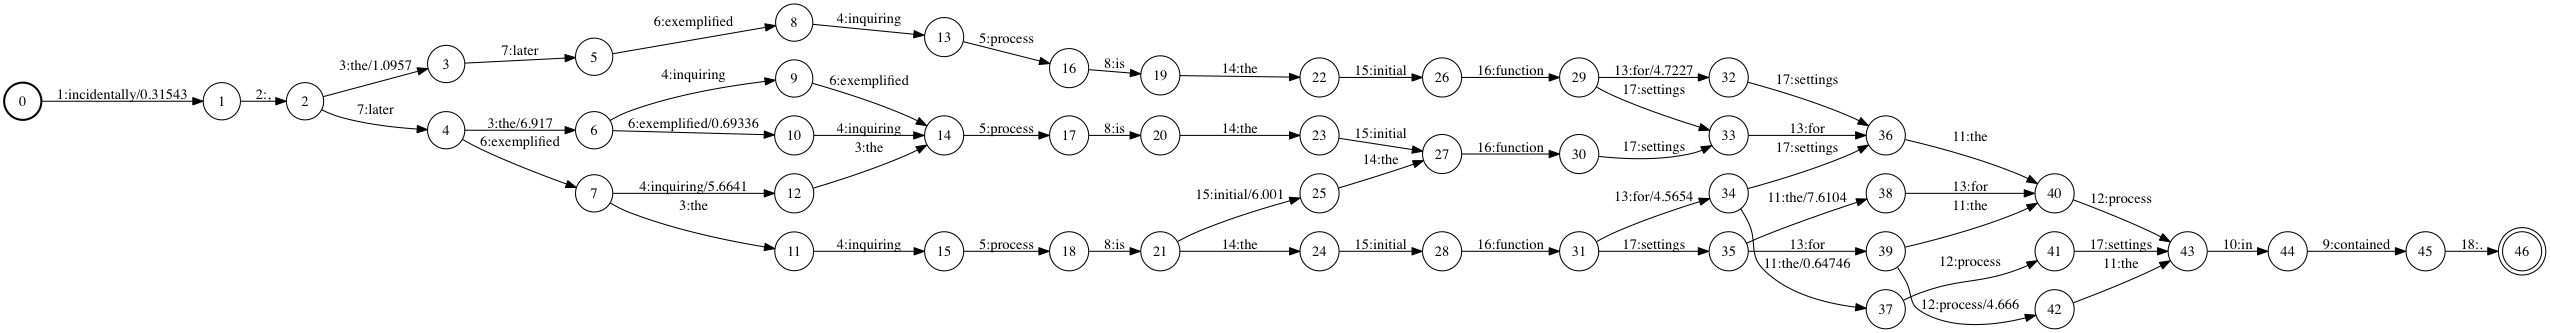 6:exemplified 8 4:inquiring 13 5:process
3:the/1.0957 3 7:later 5 16 8:is 19 14:the 22 15:initial 26 16:function 29 13:for/4.7227 32 17:settings
4:inquiring 9 6:exemplified 17:settings
0 1:incidentally/0.31543 1 2:, 2
7:later 4 3:the/6.917 6 6:exemplified/0.69336 10 4:inquiring 14 5:process 17 8:is 20 14:the 23 15:initial 33 13:for 36 11:the
6:exemplified 3:the 14:the 27 16:function 30 17:settings 17:settings
7 4:inquiring/5.6641 12 15:initial/6.001 25 13:for/4.5654 34 11:the/7.6104 38 13:for 40 12:process
3:the 11:the
11 4:inquiring 15 5:process 18 8:is 21 14:the 24 15:initial 28 16:function 31 17:settings 35 13:for 39 41 17:settings 43 10:in 44 9:contained 45 18:. 46
11:the/0.64746 12:process 11:the
37 12:process/4.666 42